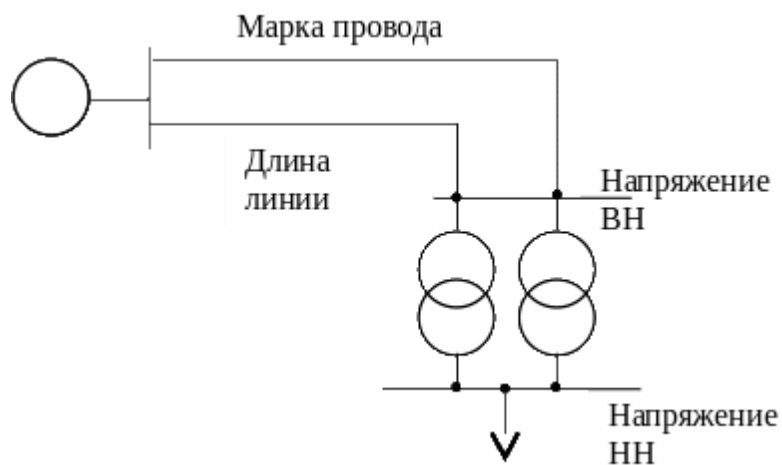 Марка провода
Длина
линии
Напряжение
ВН
Напряжение
НН